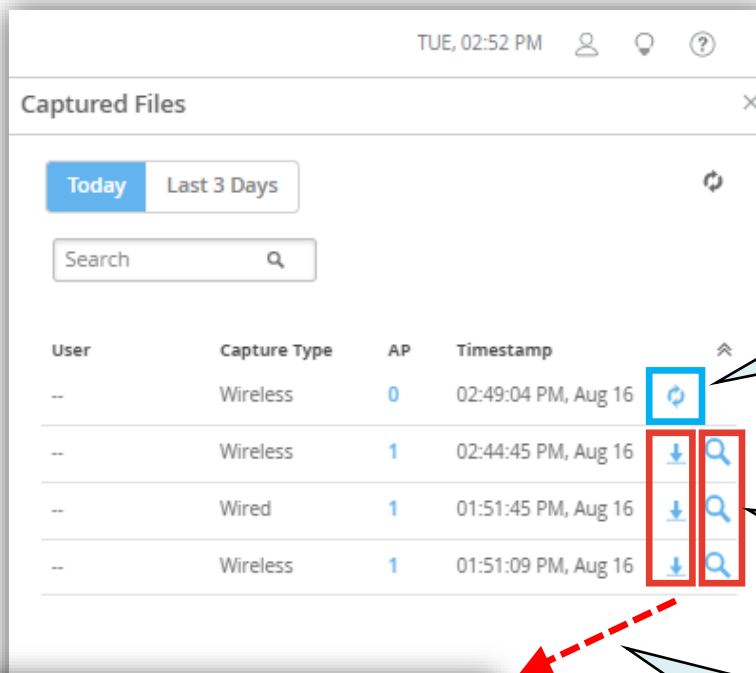 TUE, 02:52 PM ?
Captured Files
Today Last 3 Days
Search
User Capture Type AP Timestamp
-- Wireless 0 02:49:04 PM, Aug 16
-- Wireless 1 02:44:45 PM, Aug 16
-- Wired 1 01:51:45 PM, Aug 16
-- Wireless 1 01:51:09 PM, Aug 16